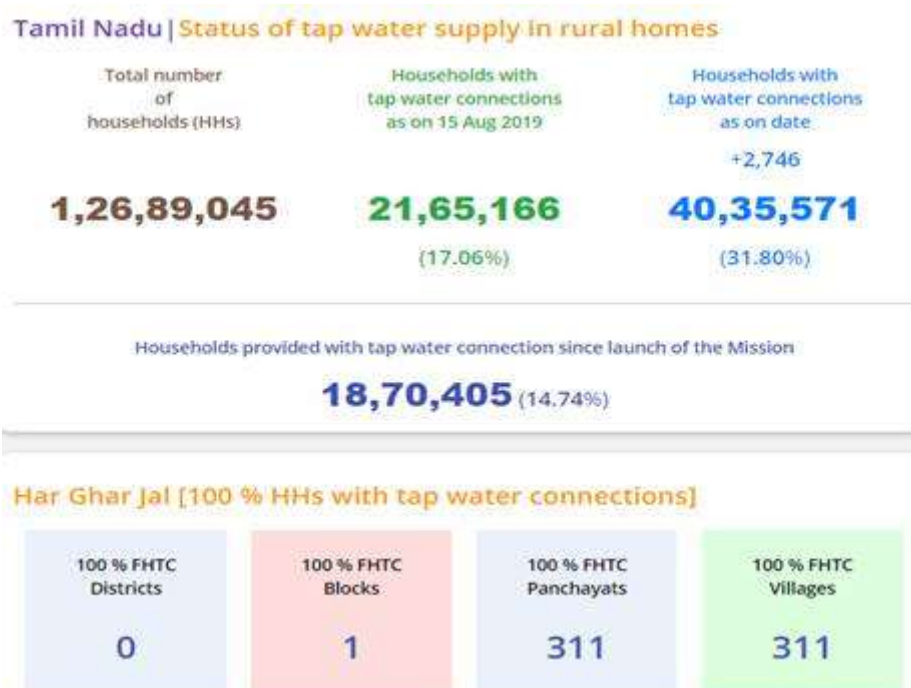 Tamil Nadu|Status of tap water supply in rural homes
Total number
of
households (HHs)
1,26,89,045
Households with
tap water connections
as on 15 Aug 2019
21,65,166
(17.06%)
Households with
tap water connections
as on date
+2,746
40,35,571
(31.80%)
Households provided with tap water connection since launch of the Mission
18,70,405 (14.74%)
Har Ghar Jal [100 % HHs with tap water connections]
100 % FHTC
Districts
0
100 % FHTC
Blocks
1
100 % FHTC
Panchayats
311
100 % FHTC
Villages
311